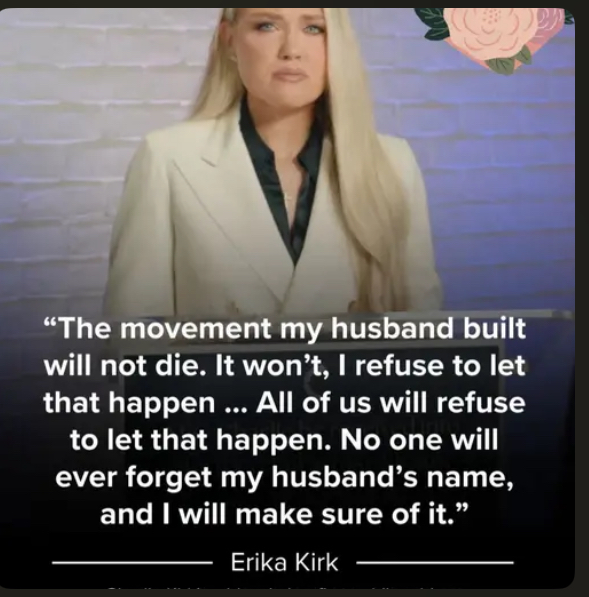 “The movement my husband built
will not die. It won’t, I refuse to let
that happen ... All of us will refuse
to let that happen. No one will
ever forget my husband’s name,
and I will make sure of it.”
Erika Kirk